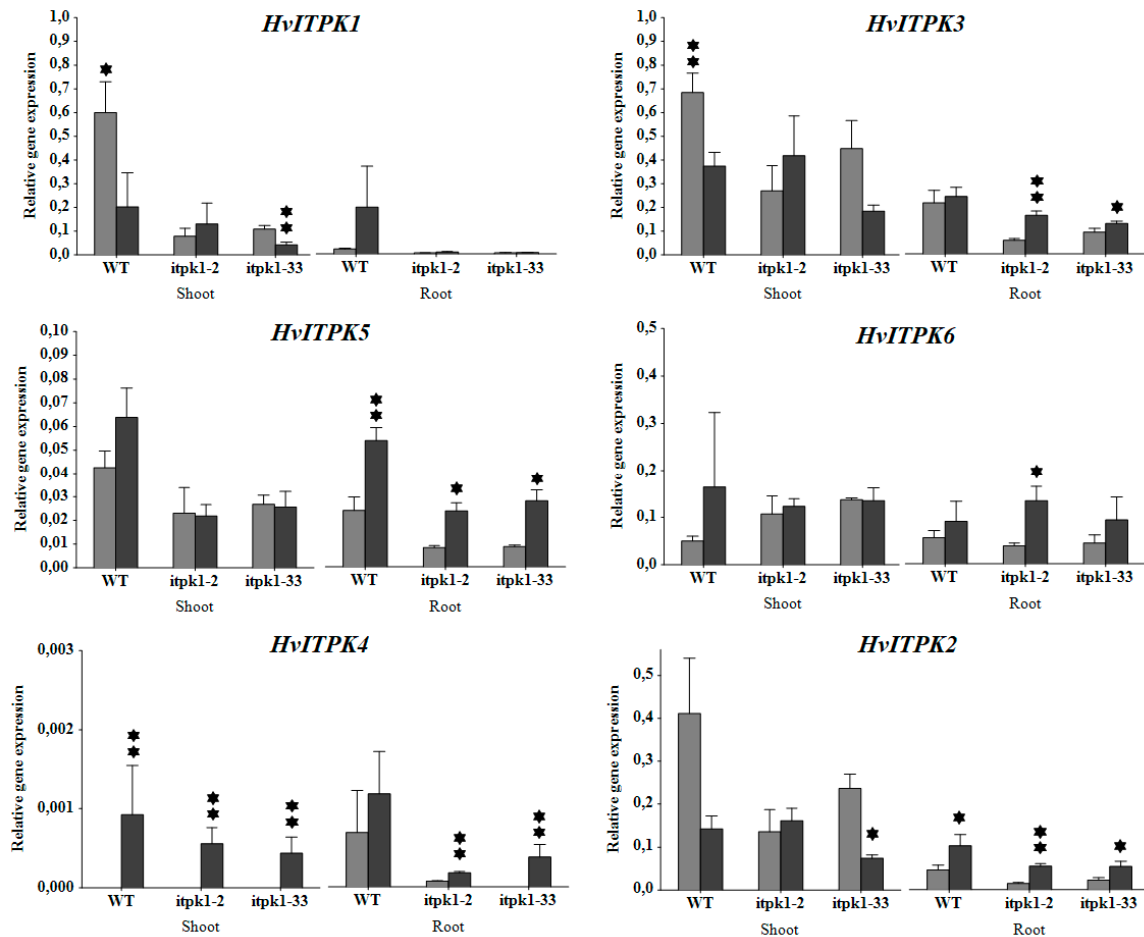 HvITPK1
Relative gene expression
1,0
0,9
0,8
0,7
0,6
0,5
0,4
0,3
0,2
0,1
0,0
WT itpk1-2 itpk1-33 WT itpk1-2 itpk1-33
Shoot Root
HvITPK3
Relative gene expression
1,0
0,9
0,8
0,7
0,6
0,5
0,4
0,3
0,2
0,1
0,0
WT itpk1-2 itpk1-33 WT itpk1-2 itpk1-33
Shoot Root
HvITPK5
Relative gene expression
0,10
0,09
0,08
0,07
0,06
0,05
0,04
0,03
0,02
0,01
0,00
WT itpk1-2 itpk1-33 WT itpk1-2 itpk1-33
Shoot Root
HvITPK6
Relative gene expression
0,5
0,4
0,3
0,2
0,1
0,0
WT itpk1-2 itpk1-33 WT itpk1-2 itpk1-33
Shoot Root
HvITPK4
Relative gene expression
0,003
0,002
0,001
0,000
WT itpk1-2 itpk1-33 WT itpk1-2 itpk1-33
Shoot Root
HvITPK2
Relative gene expression
0,5
0,4
0,3
0,2
0,1
0,0
WT itpk1-2 itpk1-33 WT itpk1-2 itpk1-33
Shoot Root